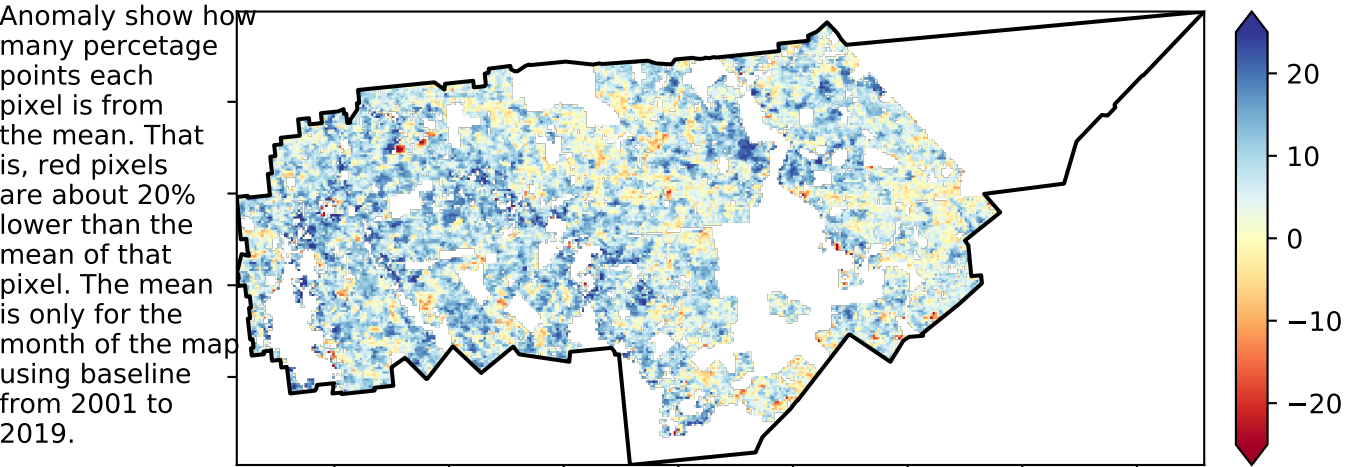 Anomaly show how
many percetage
points each
pixel is from
the mean. That
is, red pixels
are about 20%
lower than the
mean of that
pixel. The mean
is only for the
month of the map
using baseline
from 2001 to
2019.
20
10
0
−10
−20